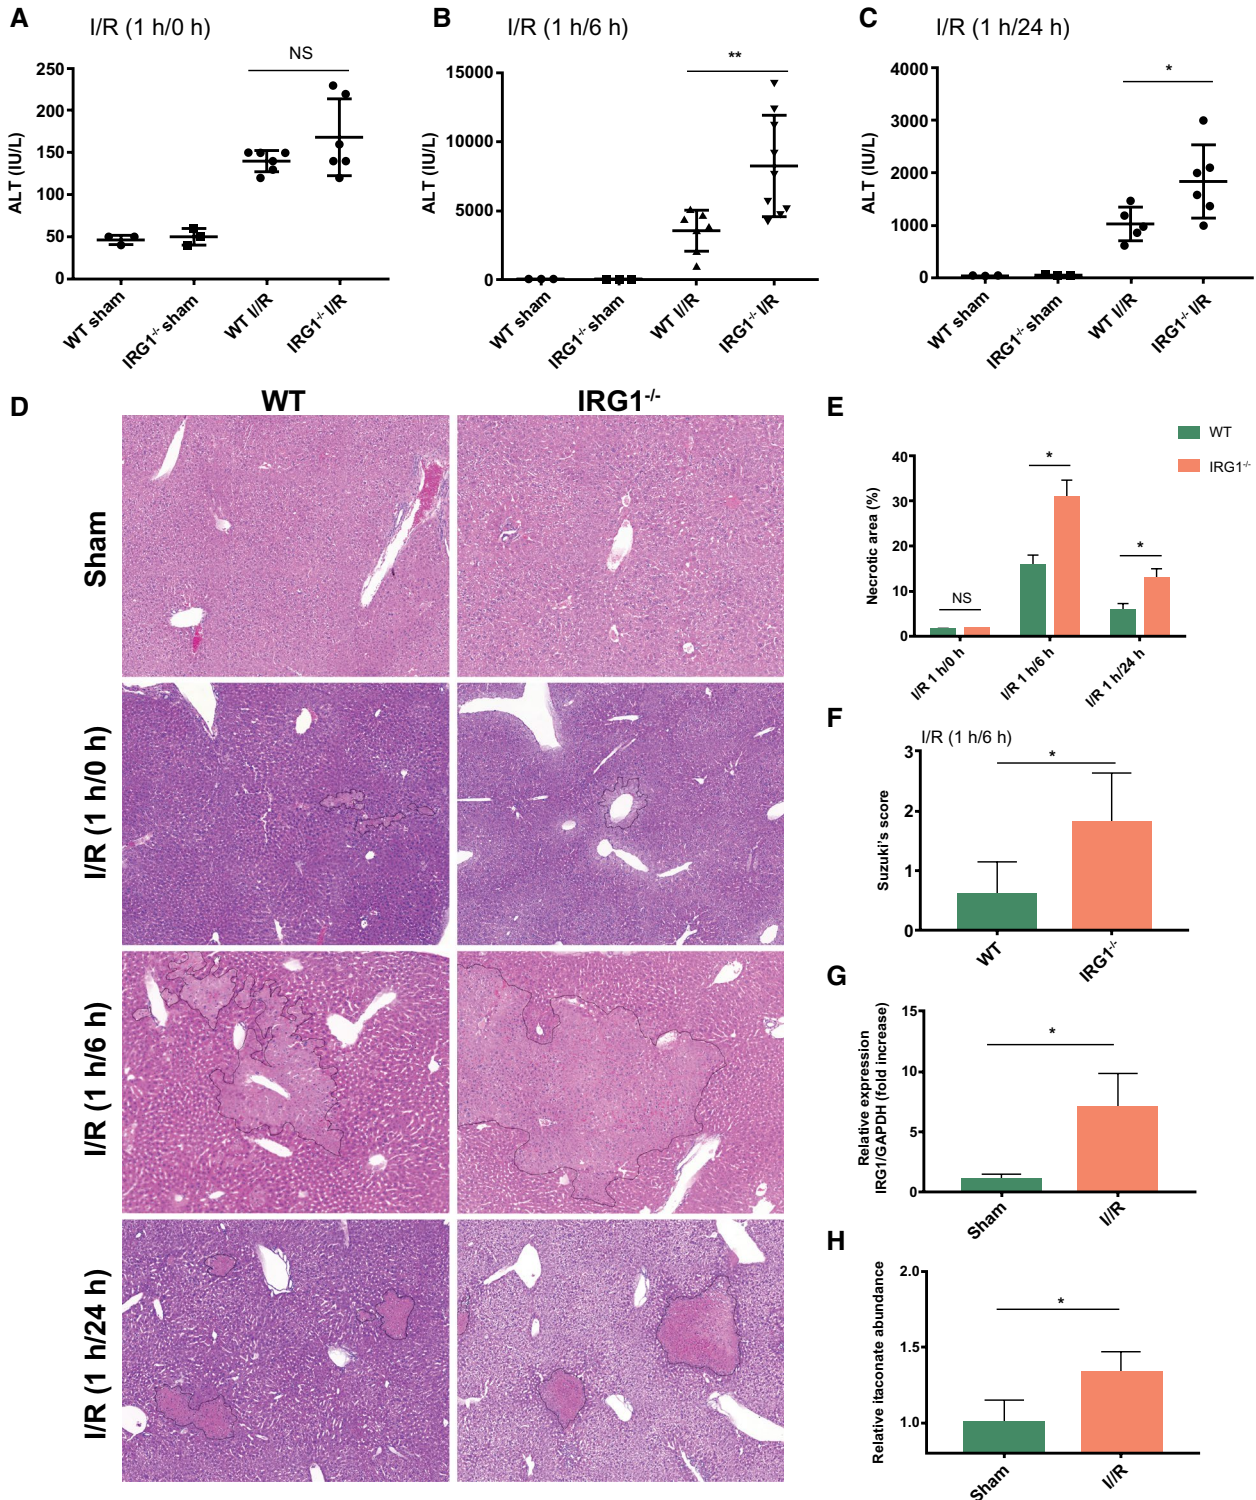 A
I/R (1 h/0 h)
NS
ALT (IU/L)
250
200
150
100
50
0
WT sham
IRG1-/- sham
WT I//R
IRG1-/- I//R
B
I/R (1 h/6 h)
**
ALT (IU/L)
15000
10000
5000
0
WT sham
IRG1-/- sham
WT I//R
IRG1-/- I//R
C
I/R (1 h/24 h)
*
ALT (IU/L)
4000
3000
2000
1000
0
WT sham
IRG1-/- sham
WT I//R
IRG1-/- I//R
D
WT
IRG1-/-
Sham
I/R (1 h/0 h)
I/R (1 h/6 h)
I/R (1 h/24 h)
E
WT
IRG1-/-
Necrotic area (%)
40
30
20
10
0
NS
*
*
I/R 1 h/0 h
I/R 1 h/6 h
I/R 1 h/24 h
F
I/R (1 h/6 h)
*
Suzuki's score
3
2
1
0
WT
IRG1-/-
G
*
Relative expression
IRG1/GAPDH (fold increase)
15
10
5
0
Sham
I//R
H
*
Relative itaconate abundance
2.0
1.5
1.0
Sham
I//R